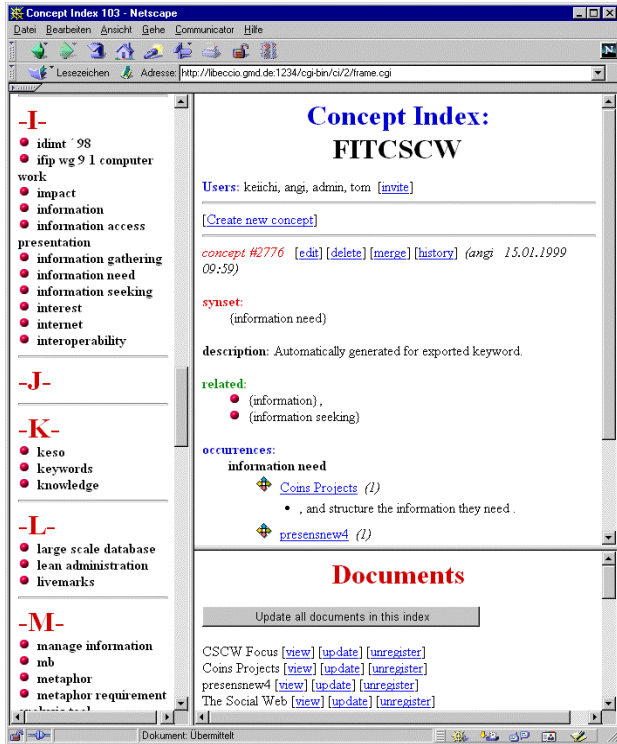 Concept Index 103 - Netscape
Datei Bearbeiten Ansicht Gehe Communicator Hilfe
N
Lesezeichen Adresse: http://libeccio.gmd.de:1234/cgi-bin/ci/2/frame.cgi
-I-
idimt ´98
ifip wg 9 1 computer
work
impact
information
information access
presentation
information gathering
information need
information seeking
interest
internet
interoperability
-J-
-K-
keso
keywords
knowledge
-L-
large scale database
lean administration
livemarks
-M-
manage information
mb
metaphor
metaphor requirement
analysis tool
Concept Index:
FITCSCW
Users: keiichi, angi, admin, tom [invite]
[Create new concept]
concept #2776 [edit] [delete] [merge] [history] (angi 15.01.1999
09:59)
synset:
{information need}
description: Automatically generated for exported keyword.
related:
{information} ,
{information seeking}
occurrences:
information need
Coins Projects (1)
, and structure the information they need .
presensnew4 (1)
Documents
Update all documents in this index
CSCW Focus [view] [update] [unregister]
Coins Projects [view] [update] [unregister]
presensnew4 [view] [update] [unregister]
The Social Web [view] [update] [unregister]
Dokument: Übermittelt